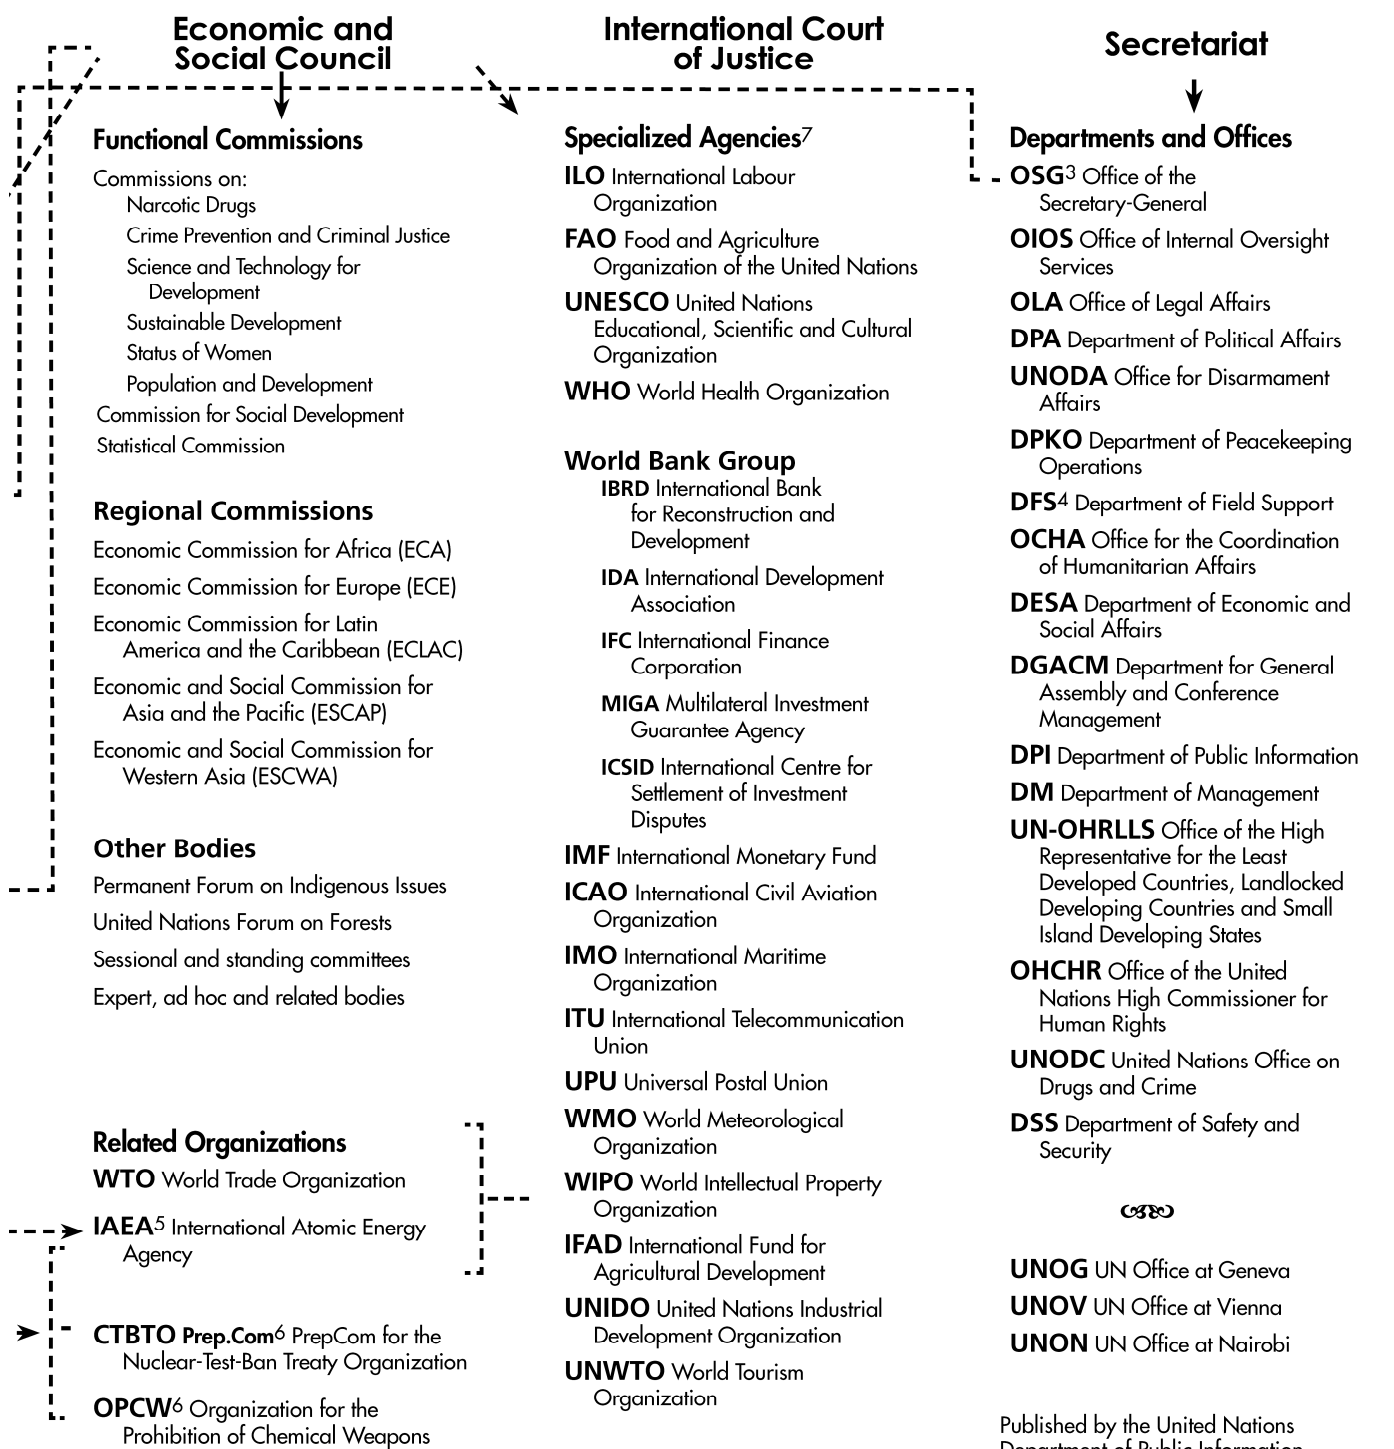 Economic and
Social Council
Functional Commissions
Commissions on:
Narcotic Drugs
Crime Prevention and Criminal Justice
Science and Technology for
Development
Sustainable Development
Status of Women
Population and Development
Commission for Social Development
Statistical Commission
Regional Commissions
Economic Commission for Africa (ECA)
Economic Commission for Europe (ECE)
Economic Commission for Latin
America and the Caribbean (ECLAC)
Economic and Social Commission for
Asia and the Pacific (ESCAP)
Economic and Social Commission for
Western Asia (ESCWA)
Other Bodies
Permanent Forum on Indigenous Issues
United Nations Forum on Forests
Sessional and standing committees
Expert, ad hoc and related bodies
Related Organizations
WTO World Trade Organization
IAEA5 International Atomic Energy
Agency
CTBTO Prep.Com6 PrepCom for the
Nuclear-Test-Ban Treaty Organization
OPCW6 Organization for the
Prohibition of Chemical Weapons
International Court
of Justice
Specialized Agencies7
ILO International Labour
Organization
FAO Food and Agriculture
Organization of the United Nations
UNESCO United Nations
Educational, Scientific and Cultural
Organization
WHO World Health Organization
World Bank Group
IBRD International Bank
for Reconstruction and
Development
IDA International Development
Association
IFC International Finance
Corporation
MIGA Multilateral Investment
Guarantee Agency
ICSID International Centre for
Settlement of Investment
Disputes
IMF International Monetary Fund
ICAO International Civil Aviation
Organization
IMO International Maritime
Organization
ITU International Telecommunication
Union
UPU Universal Postal Union
WMO World Meteorological
Organization
WIPO World Intellectual Property
Organization
IFAD International Fund for
Agricultural Development
UNIDO United Nations Industrial
Development Organization
UNWTO World Tourism
Organization
Secretariat
Departments and Offices
OSG3 Office of the
Secretary-General
OIOS Office of Internal Oversight
Services
OLA Office of Legal Affairs
DPA Department of Political Affairs
UNODA Office for Disarmament
Affairs
DPKO Department of Peacekeeping
Operations
DFS4 Department of Field Support
OCHA Office for the Coordination
of Humanitarian Affairs
DESA Department of Economic and
Social Affairs
DGACM Department for General
Assembly and Conference
Management
DPI Department of Public Information
DM Department of Management
UN-OHRLLS Office of the High
Representative for the Least
Developed Countries, Landlocked
Developing Countries and Small
Island Developing States
OHCHR Office of the United
Nations High Commissioner for
Human Rights
UNODC United Nations Office on
Drugs and Crime
DSS Department of Safety and
Security
UNOG UN Office at Geneva
UNOV UN Office at Vienna
UNON UN Office at Nairobi
Published by the United Nations
Department of Public Information